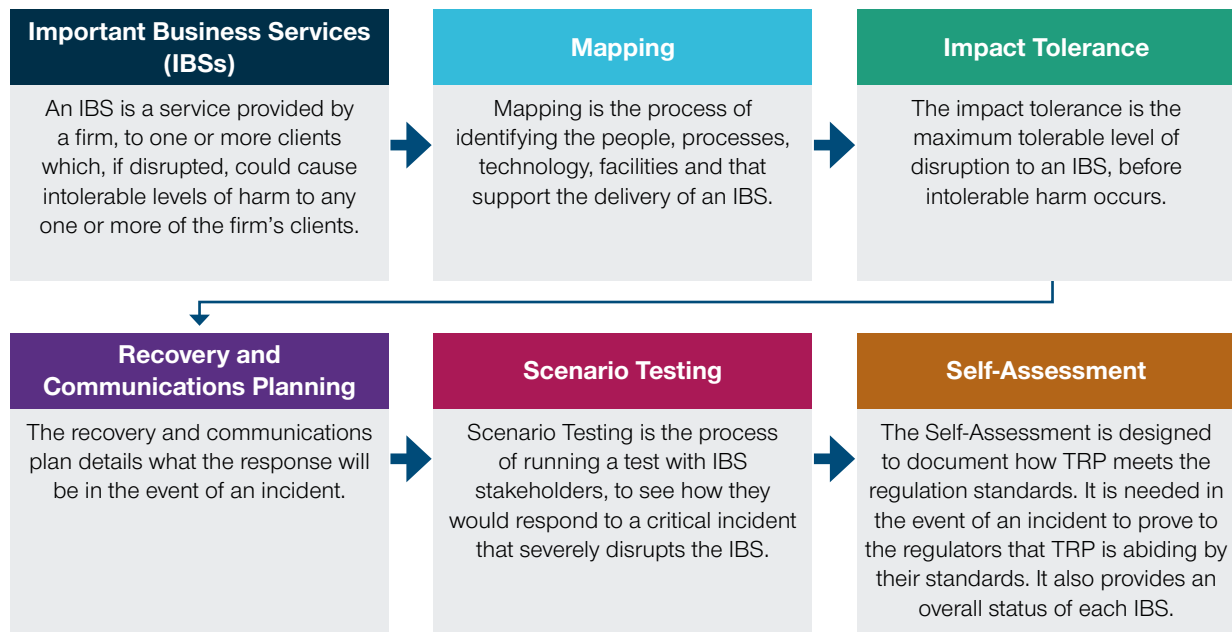 Important Business Services
(IBSs)
An IBS is a service provided by
a firm, to one or more clients
which, if disrupted, could cause
intolerable levels of harm to any
one or more of the firm’s clients.
Mapping
Mapping is the process of
identifying the people, processes,
technology, facilities and that
support the delivery of an IBS.
Impact Tolerance
The impact tolerance is the
maximum tolerable level of
disruption to an IBS, before
intolerable harm occurs.
Recovery and
Communications Planning
The recovery and communications
plan details what the response will
be in the event of an incident.
Scenario Testing
Scenario Testing is the process
of running a test with IBS
stakeholders, to see how they
would respond to a critical incident
that severely disrupts the IBS.
Self-Assessment
The Self-Assessment is designed
to document how TRP meets the
regulation standards. It is needed in
the event of an incident to prove to
the regulators that TRP is abiding by
their standards. It also provides an
overall status of each IBS.